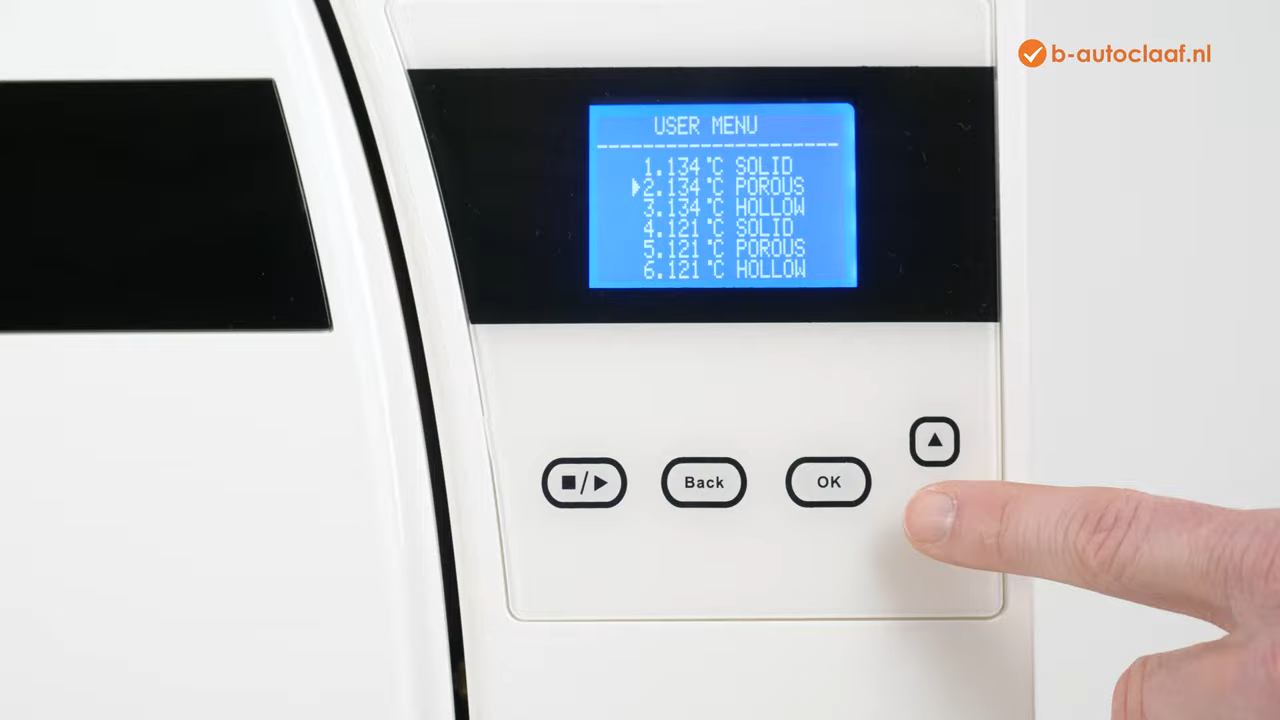 b-autoclaaf.nl
USER MENU
1.134°C SOLID
2.134°C POROUS
3.134°C HOLLOW
4.121°C SOLID
5.121°C POROUS
6.121°C HOLLOW
■/▶
Back
OK
▲